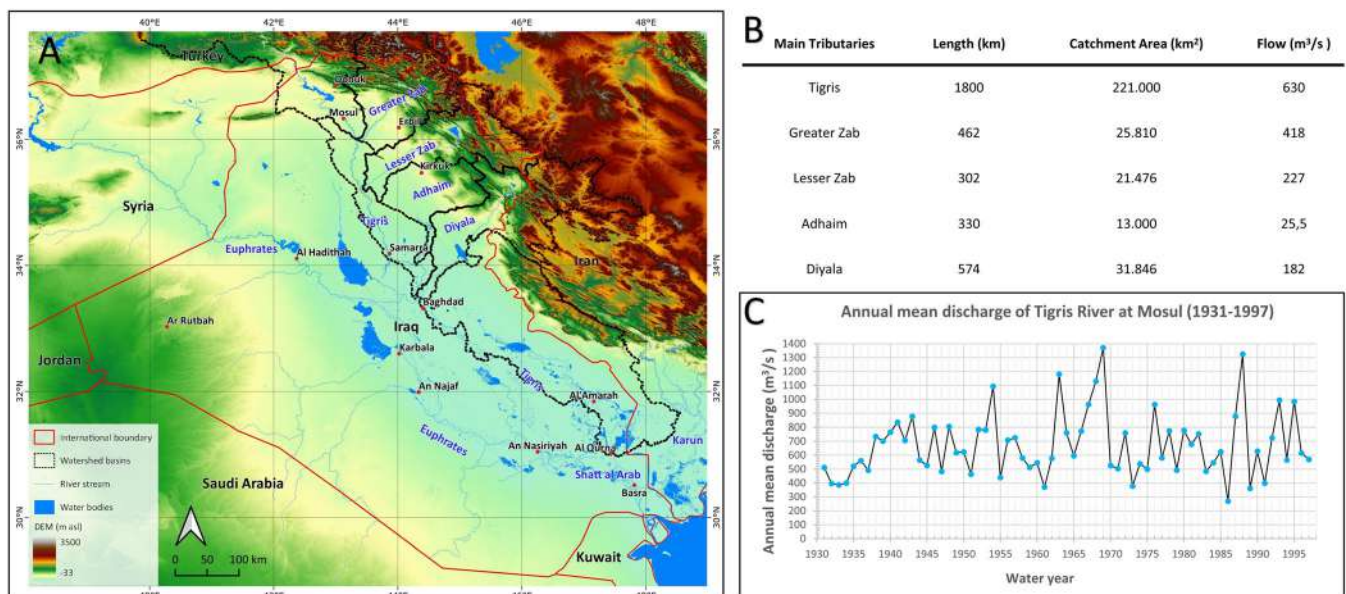 A
40°E 42°E 44°E 46°E 48°E
Turkey
Greater Zab
Mosul
Erbil
36°N 36°N
Lesser Zab
Kirkuk
Adhaim
Syria
Tigris
Diyala
Euphrates
Samarra
Al Hadithah
Iran
34°N 34°N
Baghdad
Ar Rutbah
Iraq
Karbala
Jordan
An Najaf
Tigris
32°N 32°N
Al'Amarah
Euphrates
An Nasiriyah
Al Qurna
Karun
Shatt al Arab
Saudi Arabia
Basra
30°N 30°N
Kuwait
International boundary
Watershed basins
River stream
Water bodies
DEM (m asl)
3500
-33
0 50 100 km
B
Main Tributaries Length (km) Catchment Area (km²) Flow (m³/s )
Tigris 1800 221.000 630
Greater Zab 462 25.810 418
Lesser Zab 302 21.476 227
Adhaim 330 13.000 25,5
Diyala 574 31.846 182
C
Annual mean discharge of Tigris River at Mosul (1931-1997)
Annual mean discharge (m³/s )
1400
1300
1200
1100
1000
900
800
700
600
500
400
300
200
100
0
1930 1935 1940 1945 1950 1955 1960 1965 1970 1975 1980 1985 1990 1995
Water year